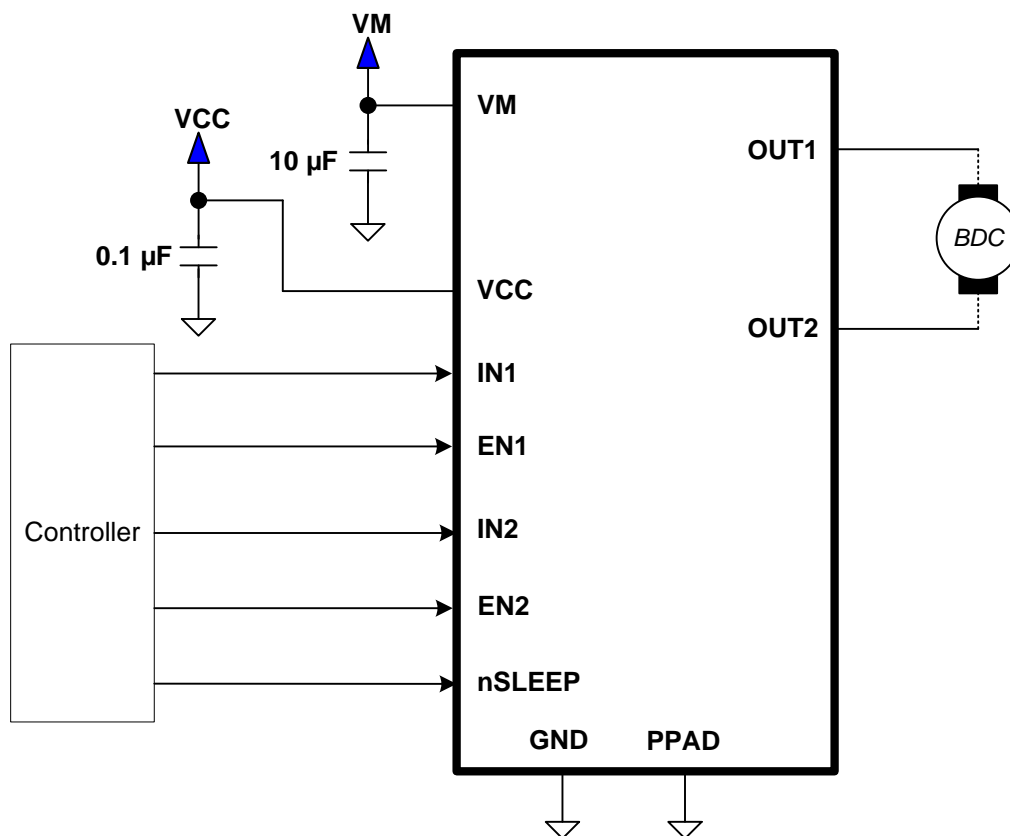 VM
VCC
10 µF
0.1 µF
VM
VCC
IN1
EN1
IN2
EN2
nSLEEP
GND
PPAD
OUT1
OUT2
BDC
Controller